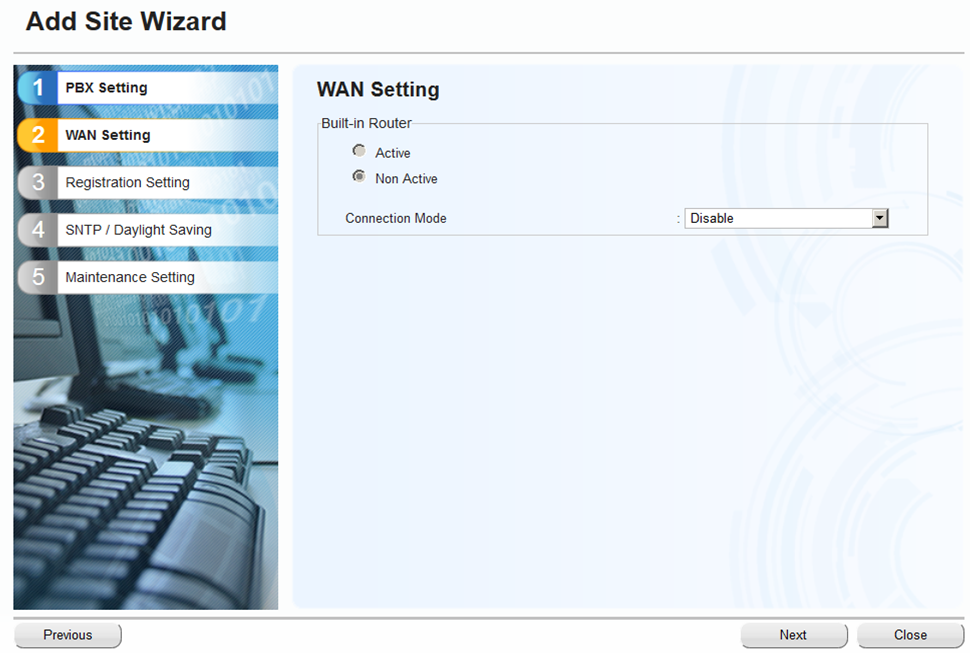 Add Site Wizard
1 PBX Setting
2 WAN Setting
3 Registration Setting
4 SNTP / Daylight Saving
5 Maintenance Setting
WAN Setting
Built-in Router
Active
Non Active
Connection Mode : Disable
Previous
Next
Close